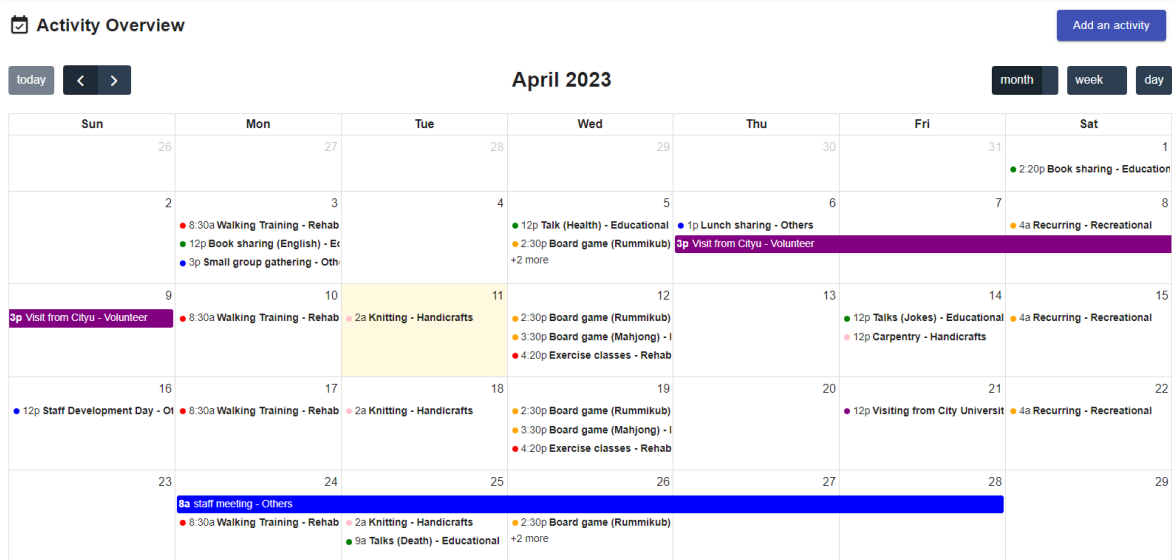 Activity Overview
Add an activity
today
April 2023
month week day
Sun Mon Tue Wed Thu Fri Sat
26 27 28 29 30 31 1
2:20p Book sharing - Education
2 3 4 5 6 7 8
8:30a Walking Training - Rehab
12p Book sharing (English) -
3p Small group gathering - Oth
12p Talk (Health) - Educational
2:30p Board game (Rummikub)
+2 more
1p Lunch sharing - Others
3p Visit from Cityu - Volunteer
4a Recurring - Recreational
9 10 11 12 13 14 15
3p Visit from Cityu - Volunteer
8:30a Walking Training - Rehab
2a Knitting - Handicrafts
2:30p Board game (Rummikub)
3:30p Board game (Mahjong) -
4:20p Exercise classes - Rehab
12p Talks (Jokes) - Educational
12p Carpentry - Handicrafts
4a Recurring - Recreational
16 17 18 19 20 21 22
12p Staff Development Day -
8:30a Walking Training - Rehab
2a Knitting - Handicrafts
2:30p Board game (Rummikub)
3:30p Board game (Mahjong) -
4:20p Exercise classes - Rehab
12p Visiting from City Universit
4a Recurring - Recreational
23 24 25 26 27 28 29
8a staff meeting - Others
8:30a Walking Training - Rehab
2a Knitting - Handicrafts
9a Talks (Death) - Educational
2:30p Board game (Rummikub)
+2 more